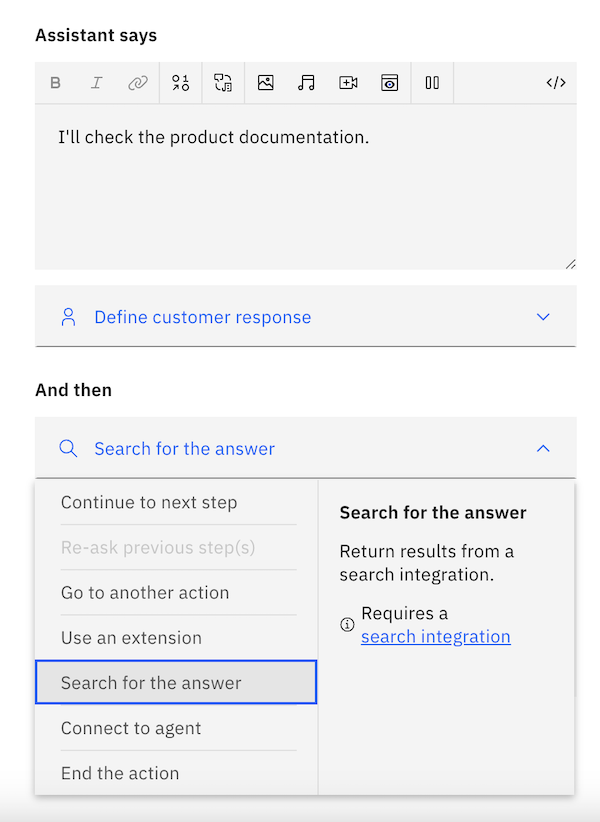 Assistant says
B I
I'll check the product documentation.
Define customer response
And then
Search for the answer
Continue to next step
Re-ask previous step(s)
Go to another action
Use an extension
Search for the answer
Connect to agent
End the action
Search for the answer
Return results from a
search integration.
Requires a
search integration